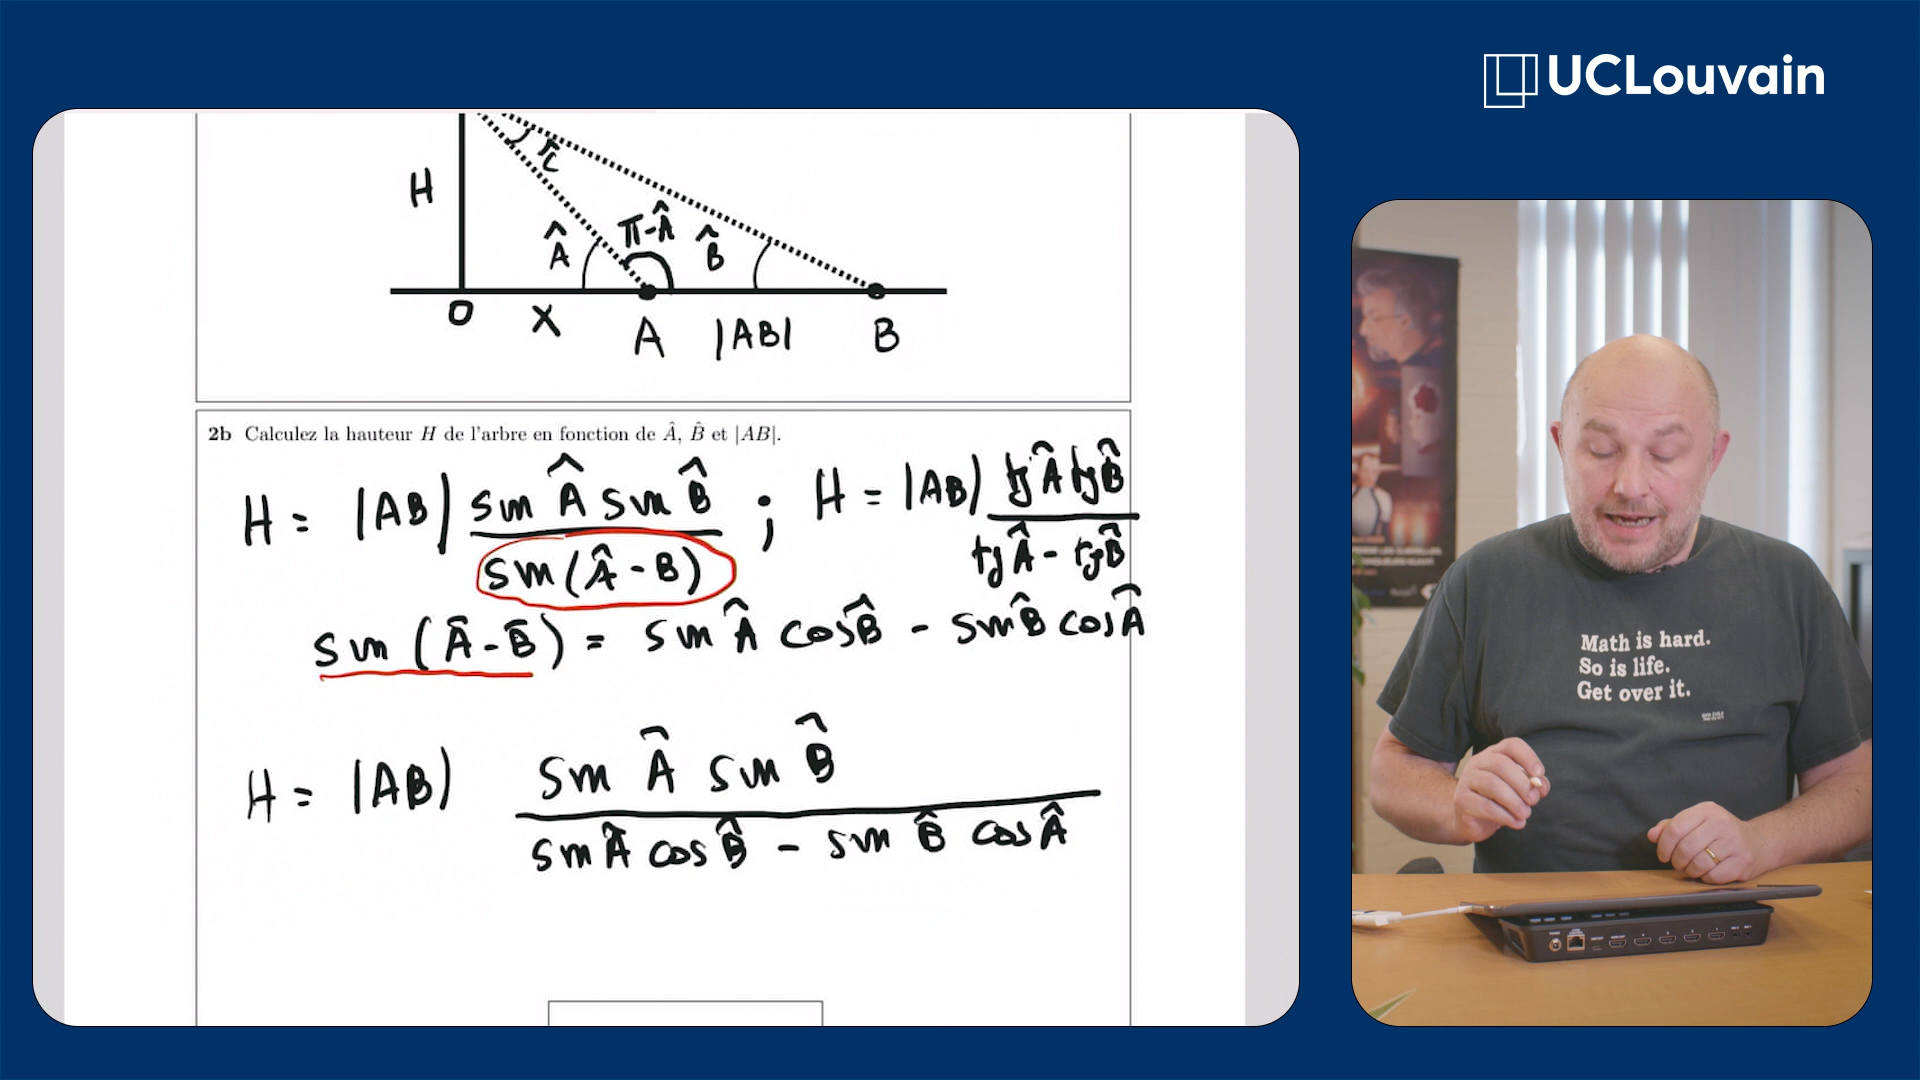 UCLouvain
H
Â
π-Â
B̂
O
X
A
|AB|
B
2b Calculez la hauteur H de l'arbre en fonction de Â, B̂ et |AB|.
H = |AB| sin Â sin B̂ / sin(Â - B) ; H = |AB| tg Â tg B̂ / tg Â - tg B̂
sin (Â - B̂) = sin Â cos B̂ - sin B̂ cos Â
H = |AB| sin Â sin B̂ / sin Â cos B̂ - sin B̂ cos Â
Math is hard.
So is life.
Get over it.